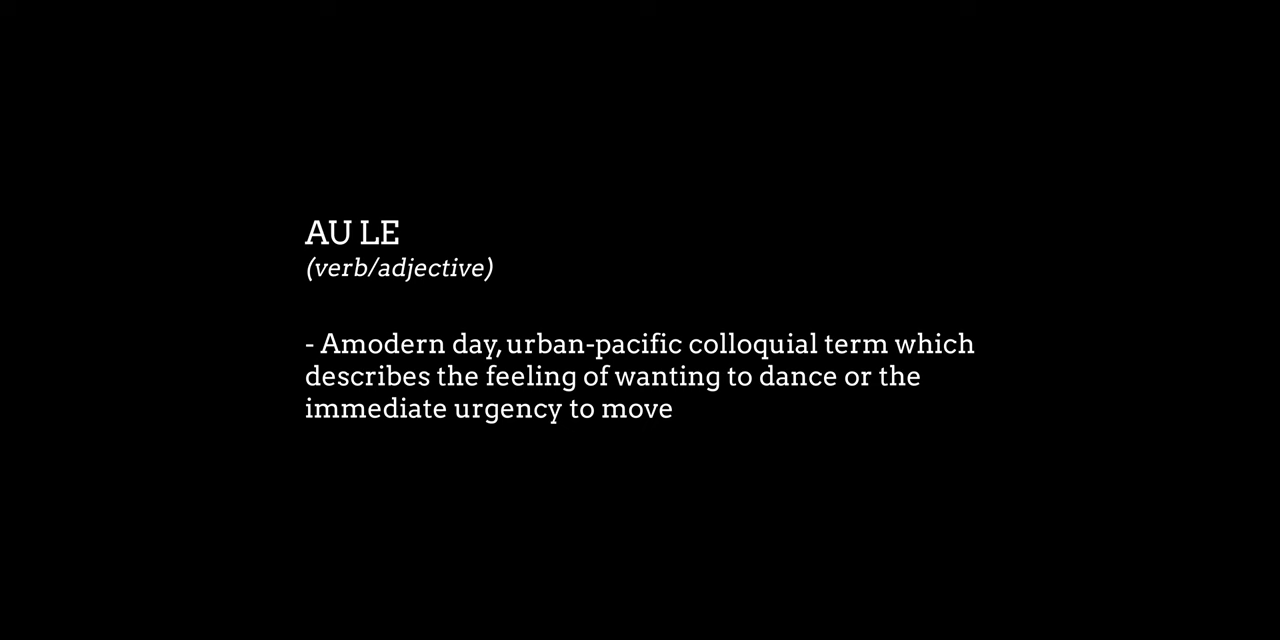 AU LE
(verb/adjective)
- Amodern day, urban-pacific colloquial term which
describes the feeling of wanting to dance or the
immediate urgency to move